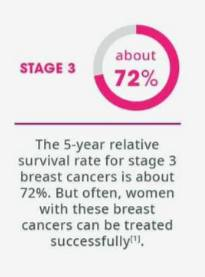 STAGE 3
about
72%
The 5-year relative
survival rate for stage 3
breast cancers is about
72%. But often, women
with these breast
cancers can be treated
successfully[1].